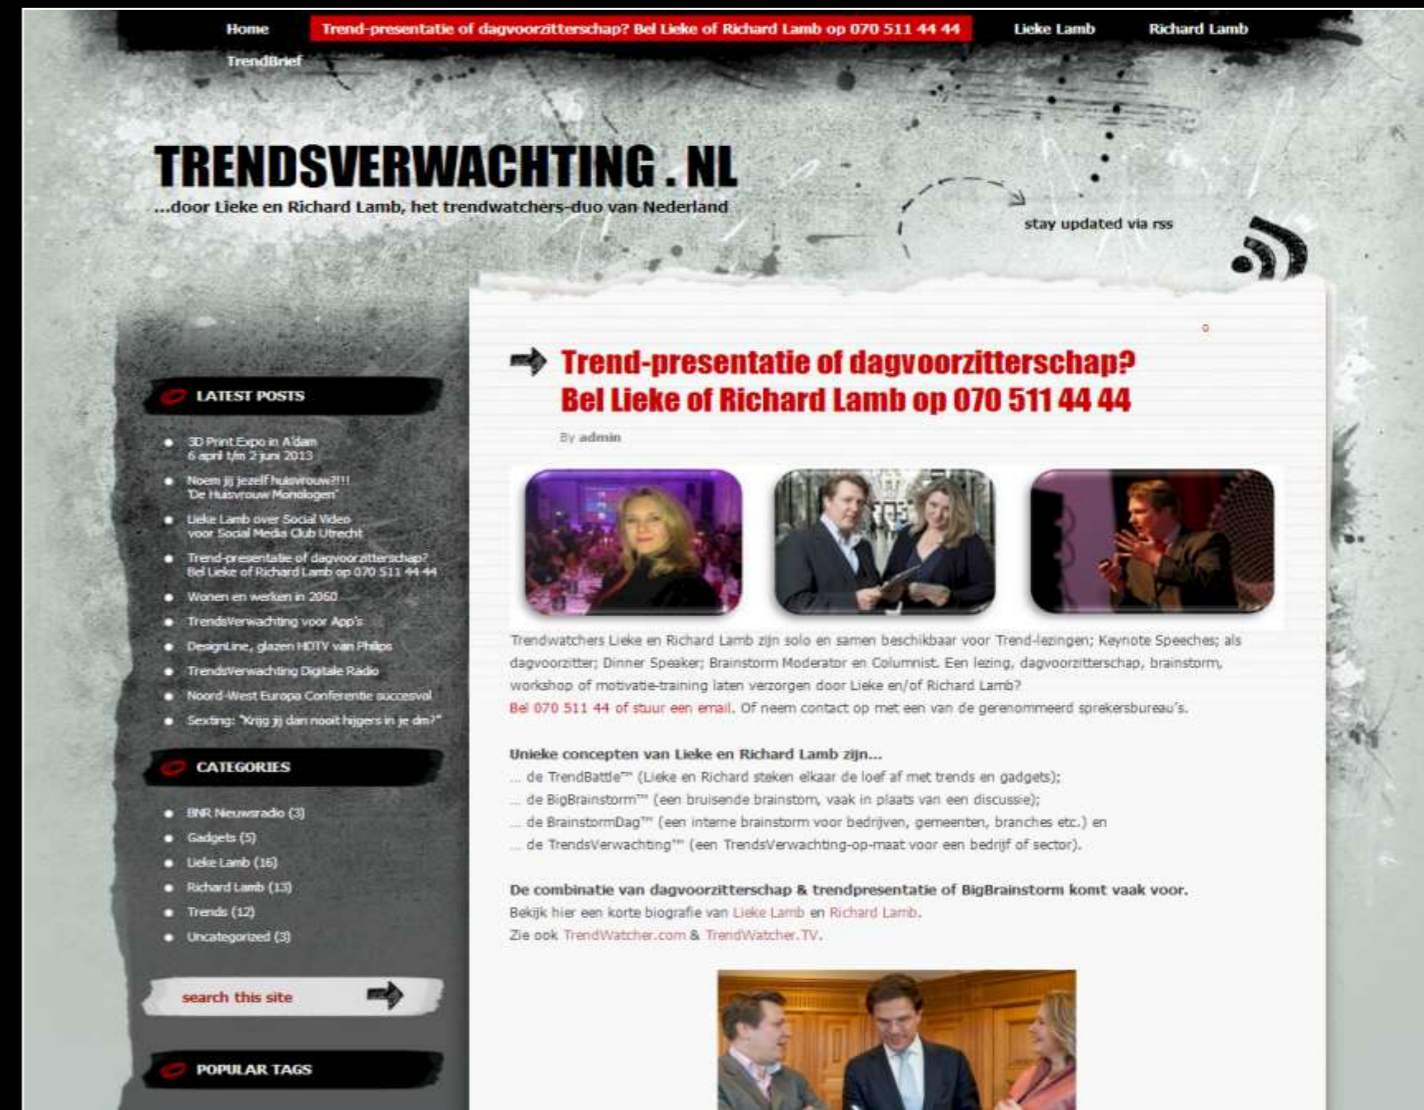 Home
Trend-presentatie of dagvoorzitterschap? Bel Lieke of Richard Lamb op 070 511 44 44
Lieke Lamb
Richard Lamb
TrendBrief
TRENDSVERWACHTING . NL
...door Lieke en Richard Lamb, het trendwatchers-duo van Nederland
stay updated via rss
LATEST POSTS
3D Print Expo in A'dam
6 april t/m 2 juni 2013
Noem jij jezelf huisvrouw?!!!
'De Huisvrouw Monologen'
Lieke Lamb over Social Video
voor Social Media Club Utrecht
Trend-presentatie of dagvoorzitterschap?
Bel Lieke of Richard Lamb op 070 511 44 44
Wonen en werken in 2060
TrendsVerwachting voor App's
DesignLine, glazen HDTV van Philips
TrendsVerwachting Digitale Radio
Noord-West Europa Conferentie succesvol
Sexting: "Krijg jij dan nooit hijgers in je dm?"
CATEGORIES
BNR Nieuwsradio (3)
Gadgets (5)
Lieke Lamb (16)
Richard Lamb (13)
Trends (12)
Uncategorized (3)
search this site
POPULAR TAGS
0
Trend-presentatie of dagvoorzitterschap?
Bel Lieke of Richard Lamb op 070 511 44 44
By admin
Trendwatchers Lieke en Richard Lamb zijn solo en samen beschikbaar voor Trend-lezingen; Keynote Speeches; als
dagvoorzitter; Dinner Speaker; Brainstorm Moderator en Columnist. Een lezing, dagvoorzitterschap, brainstorm,
workshop of motivatie-training laten verzorgen door Lieke en/of Richard Lamb?
Bel 070 511 44 of stuur een email. Of neem contact op met een van de gerenommeerd sprekersbureau's.
Unieke concepten van Lieke en Richard Lamb zijn...
... de TrendBattle™ (Lieke en Richard steken elkaar de loef af met trends en gadgets);
... de BigBrainstorm™ (een bruisende brainstom, vaak in plaats van een discussie);
... de BrainstormDag™ (een interne brainstorm voor bedrijven, gemeenten, branches etc.) en
... de TrendsVerwachting™ (een TrendsVerwachting-op-maat voor een bedrijf of sector).
De combinatie van dagvoorzitterschap & trendpresentatie of BigBrainstorm komt vaak voor.
Bekijk hier een korte biografie van Lieke Lamb en Richard Lamb.
Zie ook TrendWatcher.com & TrendWatcher.TV.